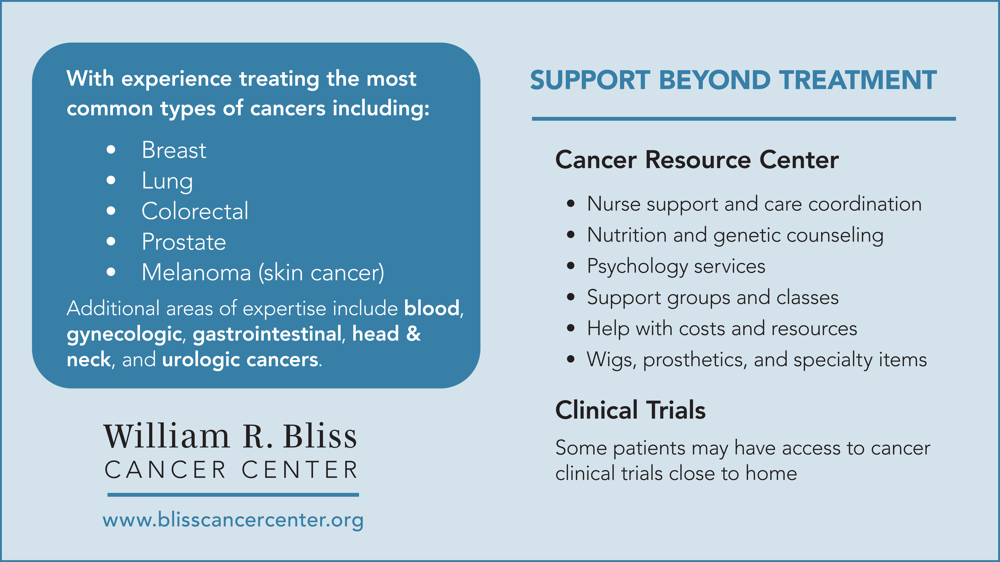 With experience treating the most
common types of cancers including:
• Breast
• Lung
• Colorectal
• Prostate
• Melanoma (skin cancer)
Additional areas of expertise include blood,
gynecologic, gastrointestinal, head &
neck, and urologic cancers.
William R. Bliss
CANCER CENTER
www.blisscancercenter.org
SUPPORT BEYOND TREATMENT
Cancer Resource Center
• Nurse support and care coordination
• Nutrition and genetic counseling
• Psychology services
• Support groups and classes
• Help with costs and resources
• Wigs, prosthetics, and specialty items
Clinical Trials
Some patients may have access to cancer
clinical trials close to home